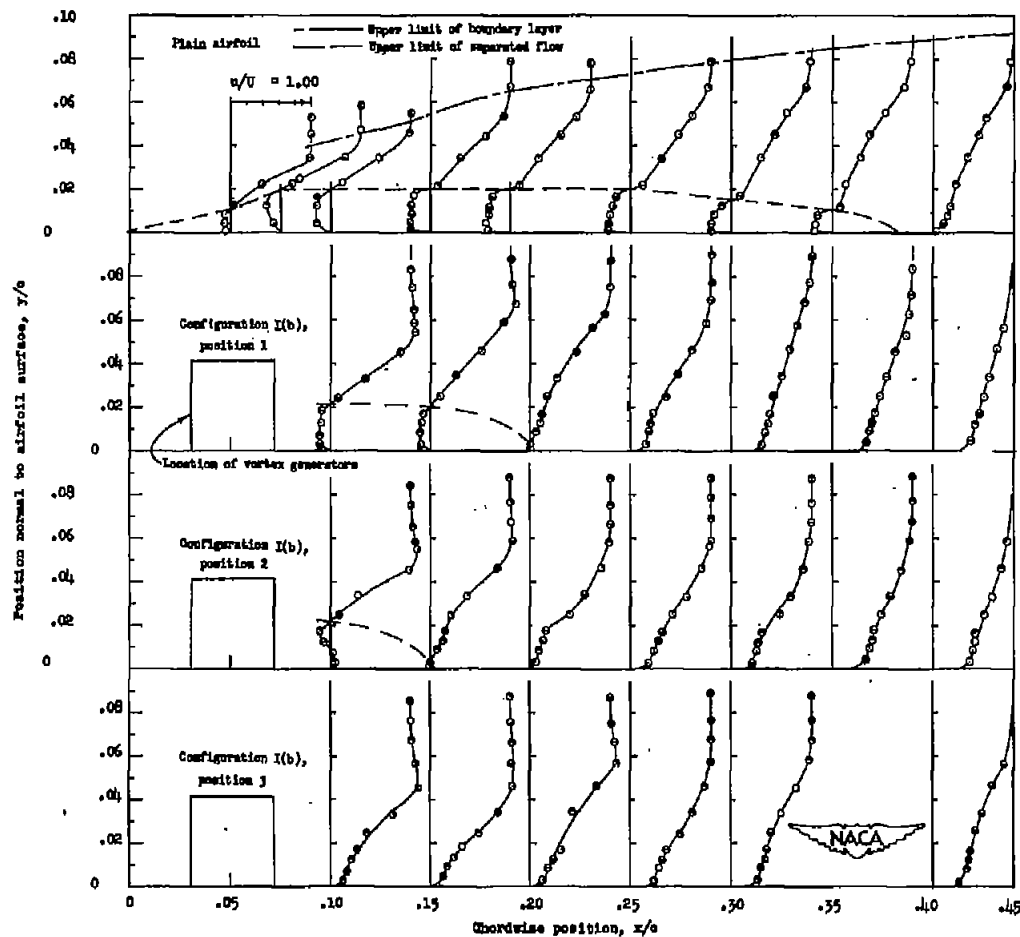 .10
.08
.06
.04
.02
0
Plain airfoil
Upper limit of boundary layer
Upper limit of separated flow
u/U = 1.00
.08
.06
.04
.02
0
Configuration I(b),
position 1
Location of vortex generators
.08
.06
.04
.02
0
Configuration I(b),
position 2
.08
.06
.04
.02
0
Configuration I(b),
position 3
NACA
0
.05
.10
.15
.20
.25
.30
.35
.40
.45
Chordwise position, x/c
Position normal to airfoil surface, y/c